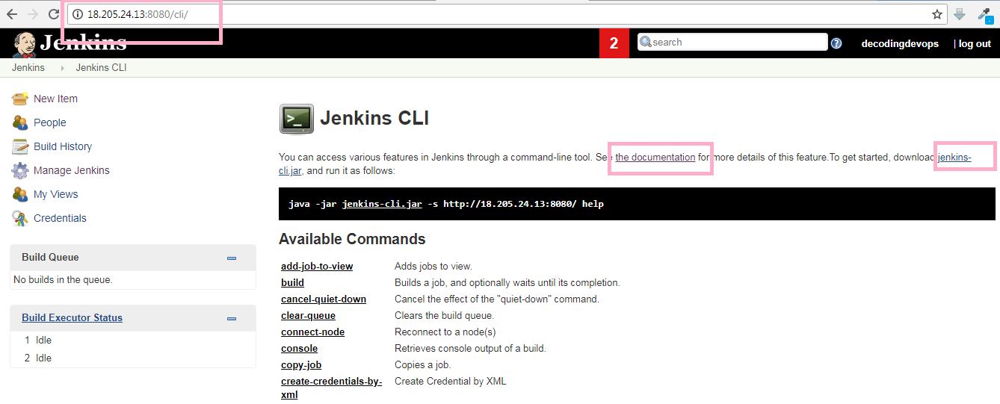 18.205.24.13:8080/cli/
Jenkins
2
search
decodingdevops
| log out
Jenkins
Jenkins CLI
New Item
People
Build History
Manage Jenkins
My Views
Credentials
Build Queue
No builds in the queue.
Build Executor Status
1 Idle
2 Idle
Jenkins CLI
You can access various features in Jenkins through a command-line tool. See the documentation for more details of this feature.To get started, download jenkins-
cli.jar, and run it as follows:
java -jar jenkins-cli.jar -s http://18.205.24.13:8080/ help
Available Commands
add-job-to-view Adds jobs to view.
build Builds a job, and optionally waits until its completion.
cancel-quiet-down Cancel the effect of the "quiet-down" command.
clear-queue Clears the build queue.
connect-node Reconnect to a node(s)
console Retrieves console output of a build.
copy-job Copies a job.
create-credentials-by- Create Credential by XML
xml